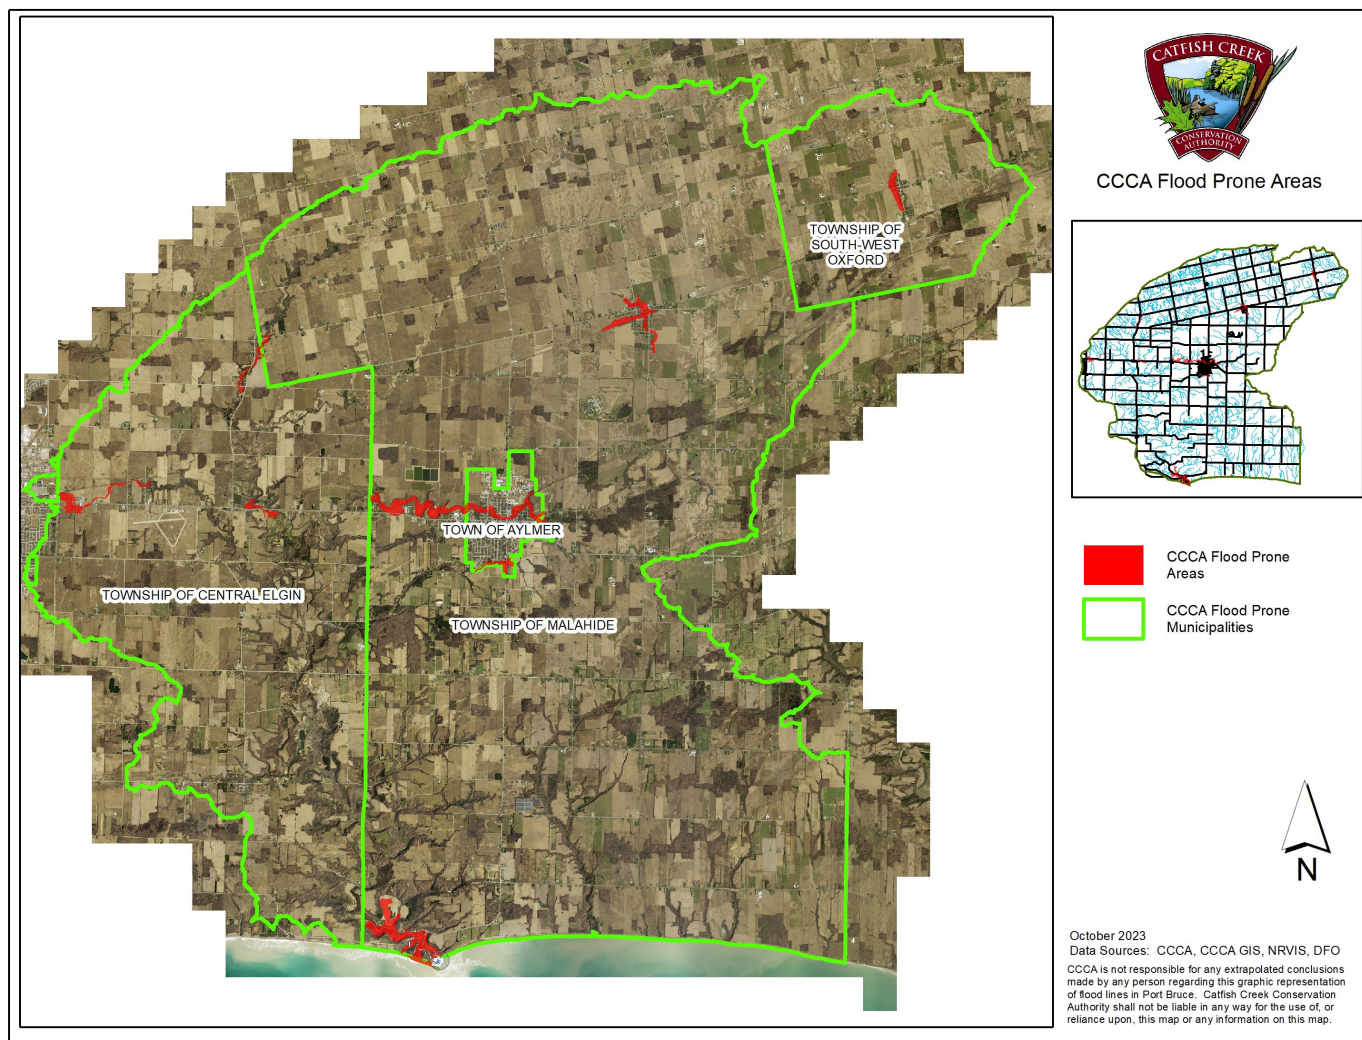 CATFISH CREEK
CONSERVATION
AUTHORITY
CCCA Flood Prone Areas
TOWNSHIP OF
SOUTH-WEST
OXFORD
TOWN OF AYLMER
TOWNSHIP OF CENTRAL ELGIN
TOWNSHIP OF MALAHIDE
CCCA Flood Prone
Areas
CCCA Flood Prone
Municipalities
N
October 2023
Data Sources: CCCA, CCCA GIS, NRVIS, DFO
CCCA is not responsible for any extrapolated conclusions
made by any person regarding this graphic representation
of flood lines in Port Bruce. Catfish Creek Conservation
Authority shall not be liable in any way for the use of, or
reliance upon, this map or any information on this map.